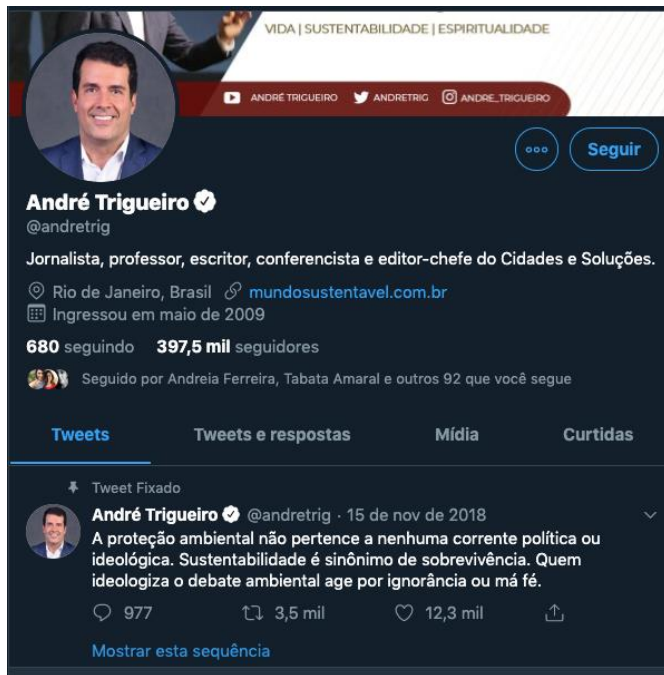 VIDA | SUSTENTABILIDADE | ESPIRITUALIDADE
ANDRÉ TRIGUEIRO ANDRETRIG ANDRE_TRIGUEIRO
Seguir
André Trigueiro
@andretrig
Jornalista, professor, escritor, conferencista e editor-chefe do Cidades e Soluções.
Rio de Janeiro, Brasil mundosustentavel.com.br
Ingressou em maio de 2009
680 seguindo 397,5 mil seguidores
Seguido por Andreia Ferreira, Tabata Amaral e outros 92 que você segue
Tweets Tweets e respostas Mídia Curtidas
Tweet Fixado
André Trigueiro @andretrig · 15 de nov de 2018
A proteção ambiental não pertence a nenhuma corrente política ou
ideológica. Sustentabilidade é sinônimo de sobrevivência. Quem
ideologiza o debate ambiental age por ignorância ou má fé.
977 3,5 mil 12,3 mil
Mostrar esta sequência